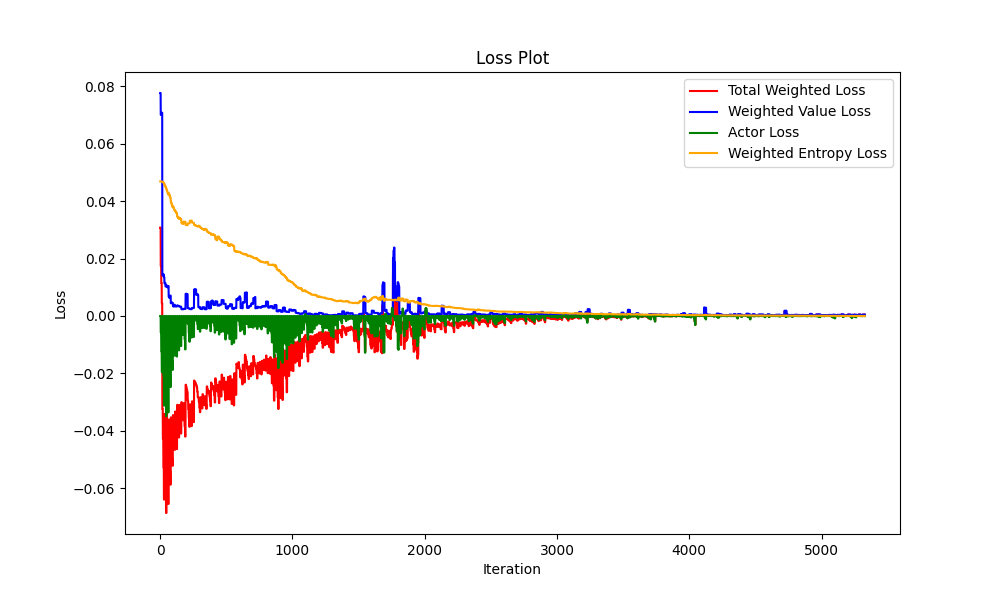 Loss Plot
Total Weighted Loss
Weighted Value Loss
Actor Loss
Weighted Entropy Loss
0.08
0.06
0.04
0.02
0.00
−0.02
−0.04
−0.06
Loss
0 1000 2000 3000 4000 5000
Iteration